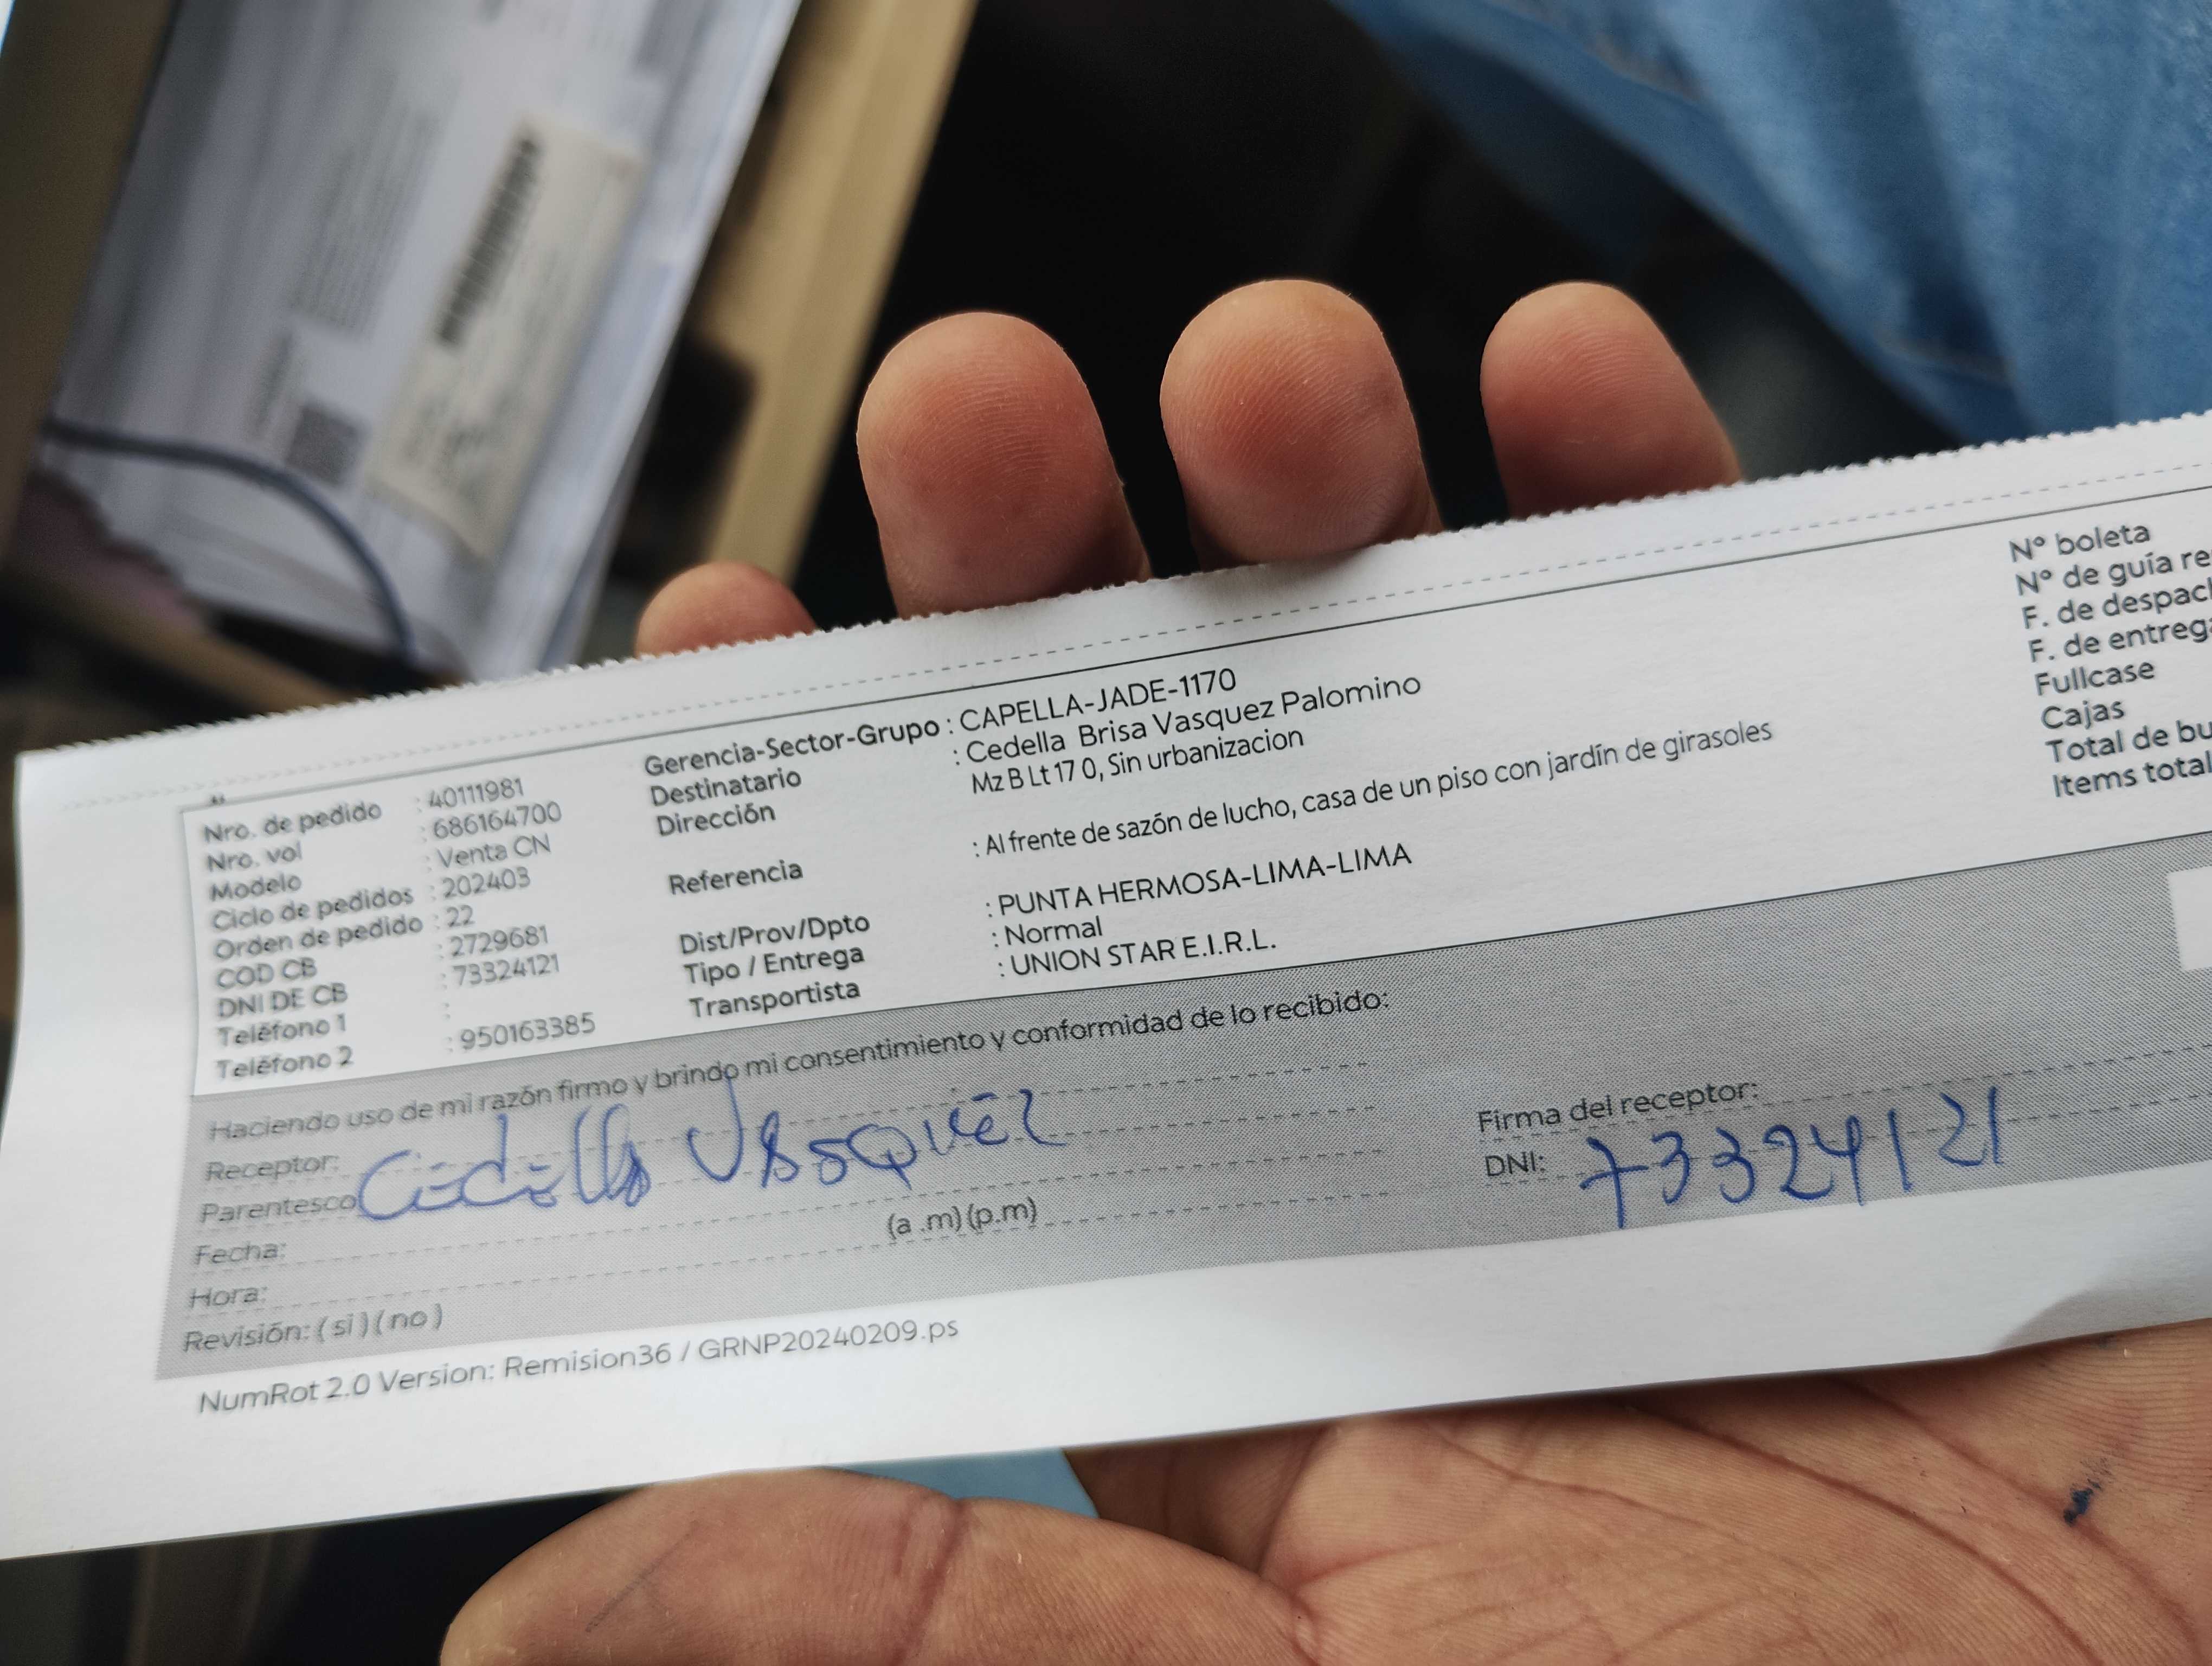 Nro. de pedido : 40111981
Nro. vol : 686164700
Modelo : Venta CN
Ciclo de pedidos : 202403
Orden de pedido : 22
COD CB : 2729681
DNI DE CB : 73324121
Teléfono 1 :
Teléfono 2 : 950163385
Gerencia-Sector-Grupo : CAPELLA-JADE-1170
Destinatario : Cedella Brisa Vasquez Palomino
Dirección Mz B Lt 17 0, Sin urbanizacion
Referencia : Al frente de sazón de lucho, casa de un piso con jardín de girasoles
Dist/Prov/Dpto : PUNTA HERMOSA-LIMA-LIMA
Tipo / Entrega : Normal
Transportista : UNION STAR E.I.R.L.
N° boleta
N° de guía re
F. de despach
F. de entrega
Fullcase
Cajas
Total de bu
Items total
Haciendo uso de mi razón firmo y brindo mi consentimiento y conformidad de lo recibido:
Receptor: Cedella Vasquez
Parentesco
Fecha:
Hora: (a .m) (p.m)
Revisión: ( si ) ( no )
Firma del receptor:
DNI: 73324121
NumRot 2.0 Version: Remision36 / GRNP20240209.ps